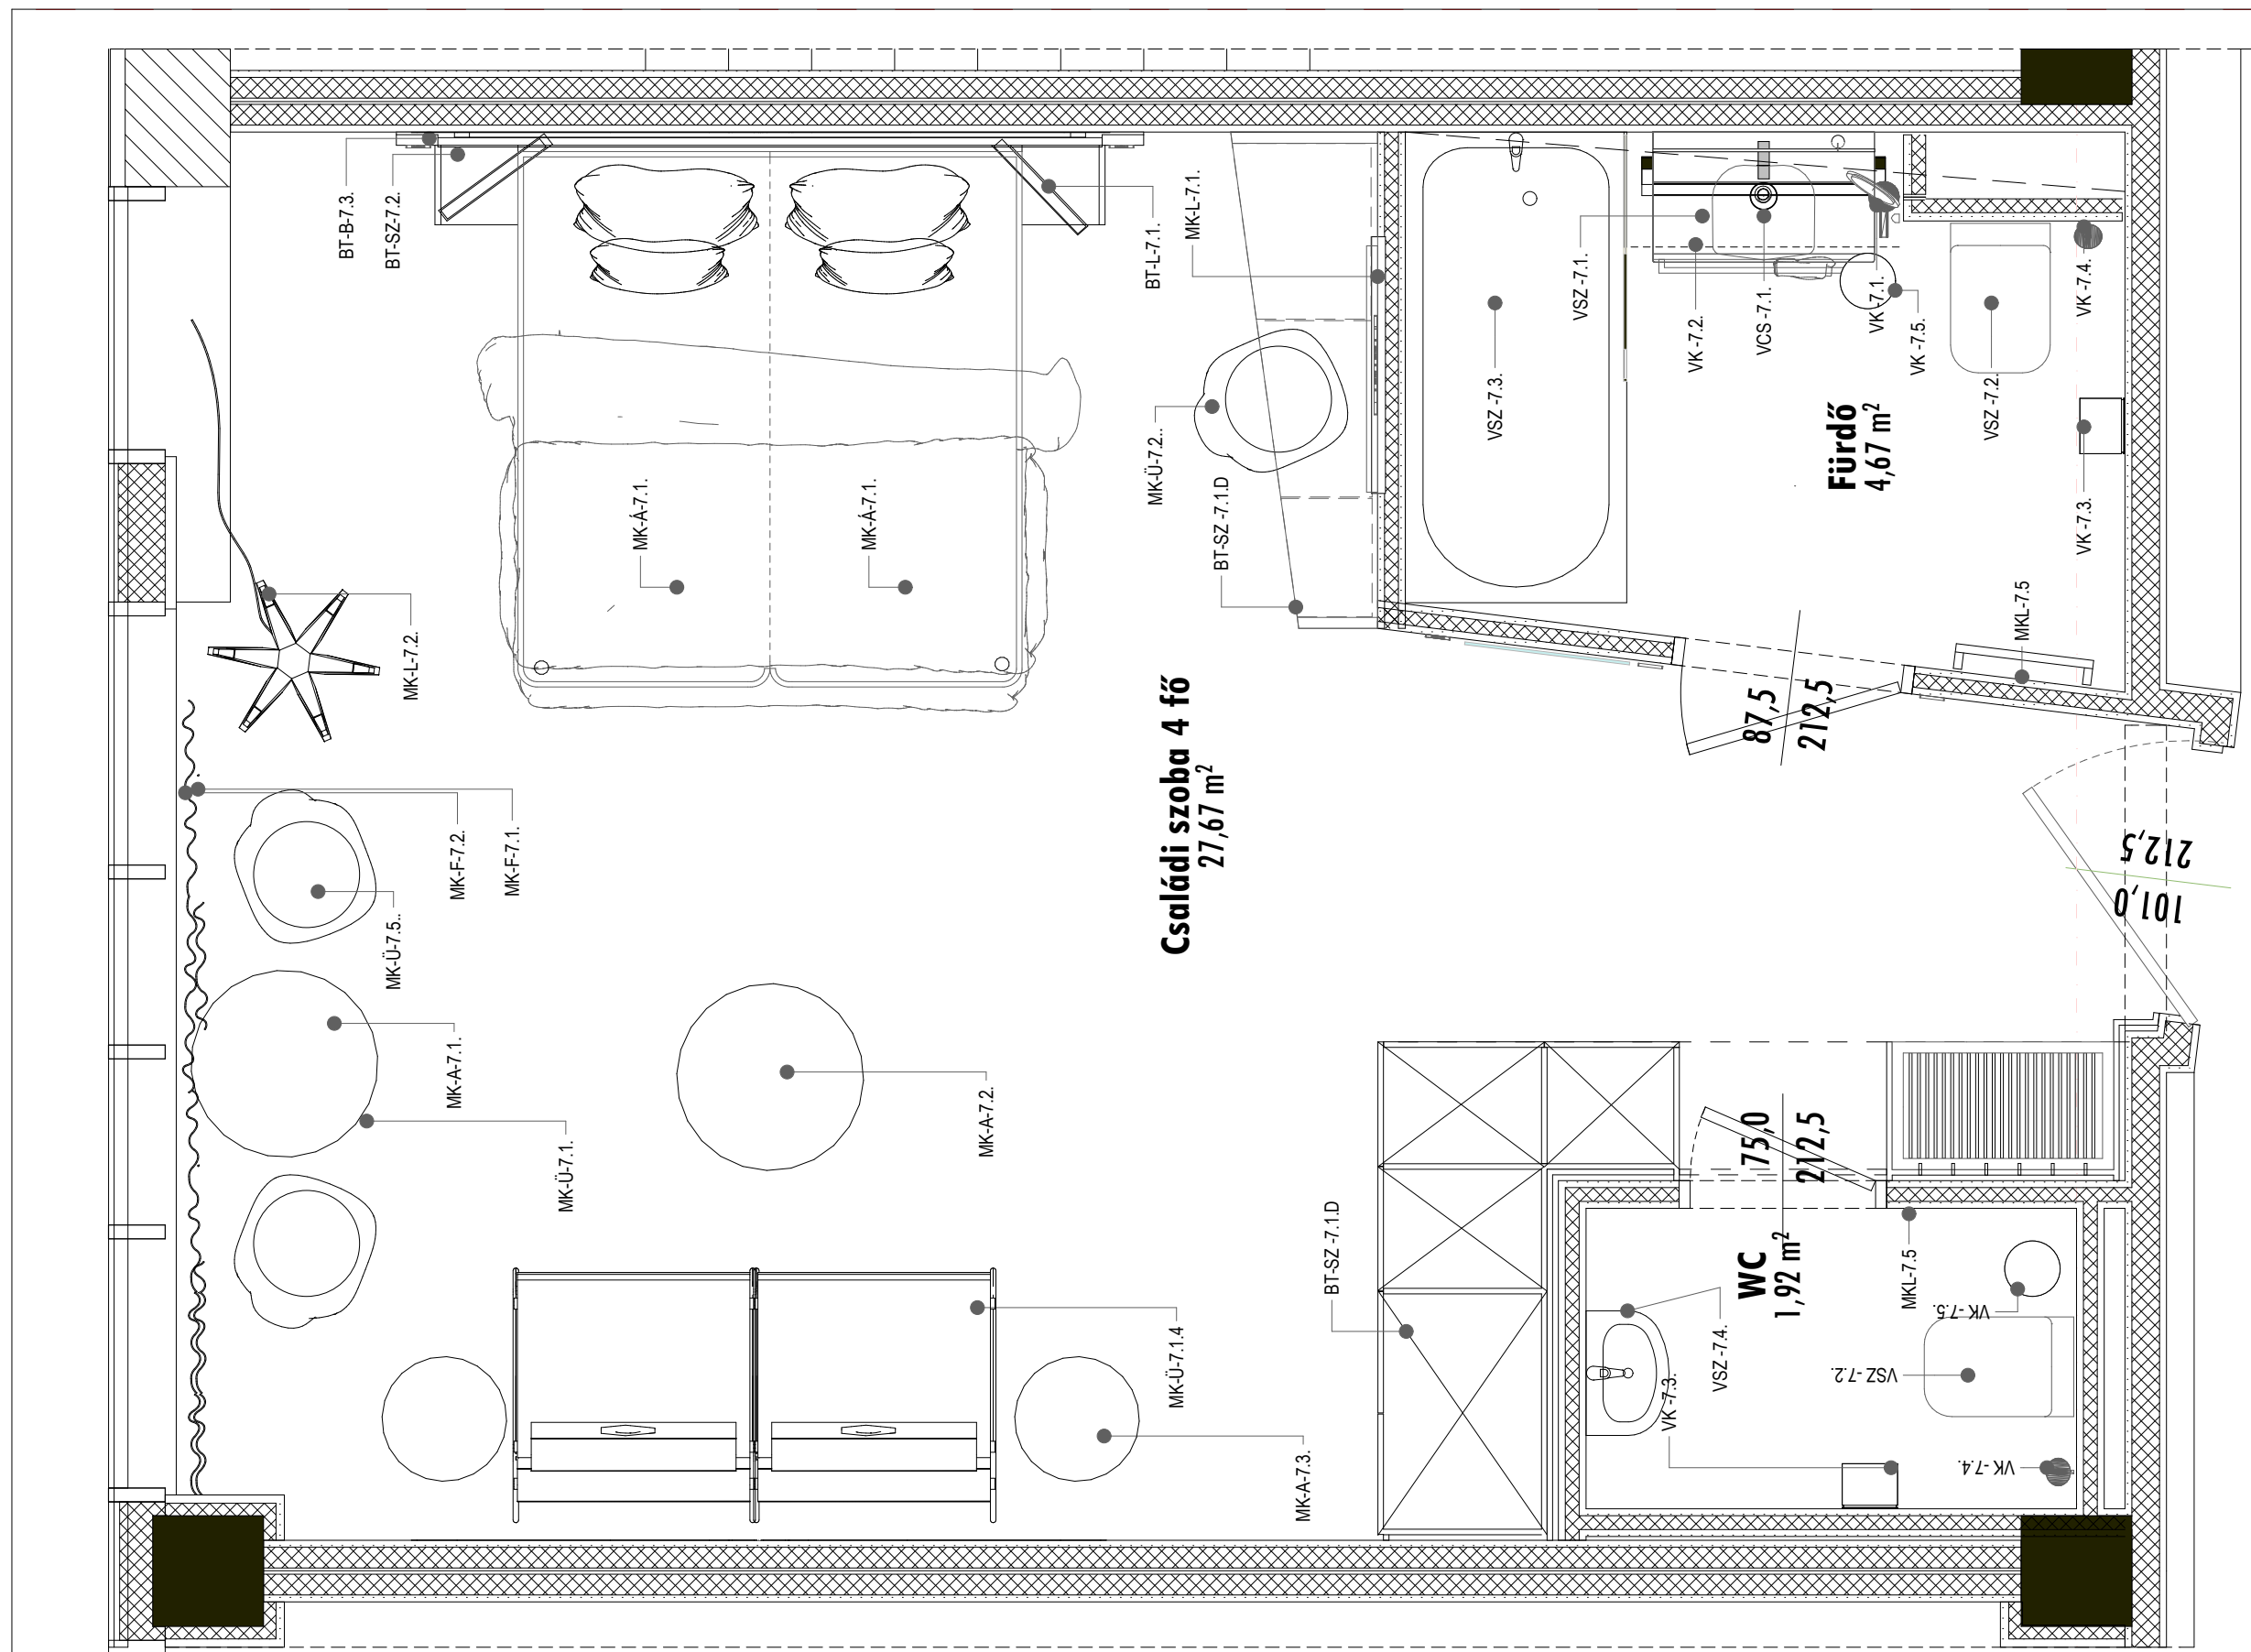 BT-B-7.3.
BT-SZ-7.2.
BT-L-7.1.
MK-L-7.1.
VSZ -7.1.
VK -7.2.
VCS -7.1.
VK -7.1.
VK -7.5.
VK -7.4.
VSZ -7.3.
VSZ -7.2.
Fürdő
4,67 m²
VK -7.3.
MK-Ü-7.2..
BT-SZ -7.1.D
MK-Á-7.1.
MK-Á-7.1.
MK-L-7.2.
MKL-7.5
87,5
212,5
Családi szoba 4 fő
27,67 m²
MK-F-7.2.
MK-F-7.1.
MK-Ü-7.5..
212,5
101,0
MK-A-7.1.
MK-Ü-7.1.
MK-A-7.2.
75,0
212,5
BT-SZ -7.1.D
WC
1,92 m²
MKL-7.5
VK -7.5.
VSZ -7.4.
VSZ -7.2.
VK -7.3.
VK -7.4.
MK-Ü-7.1.4
MK-A-7.3.